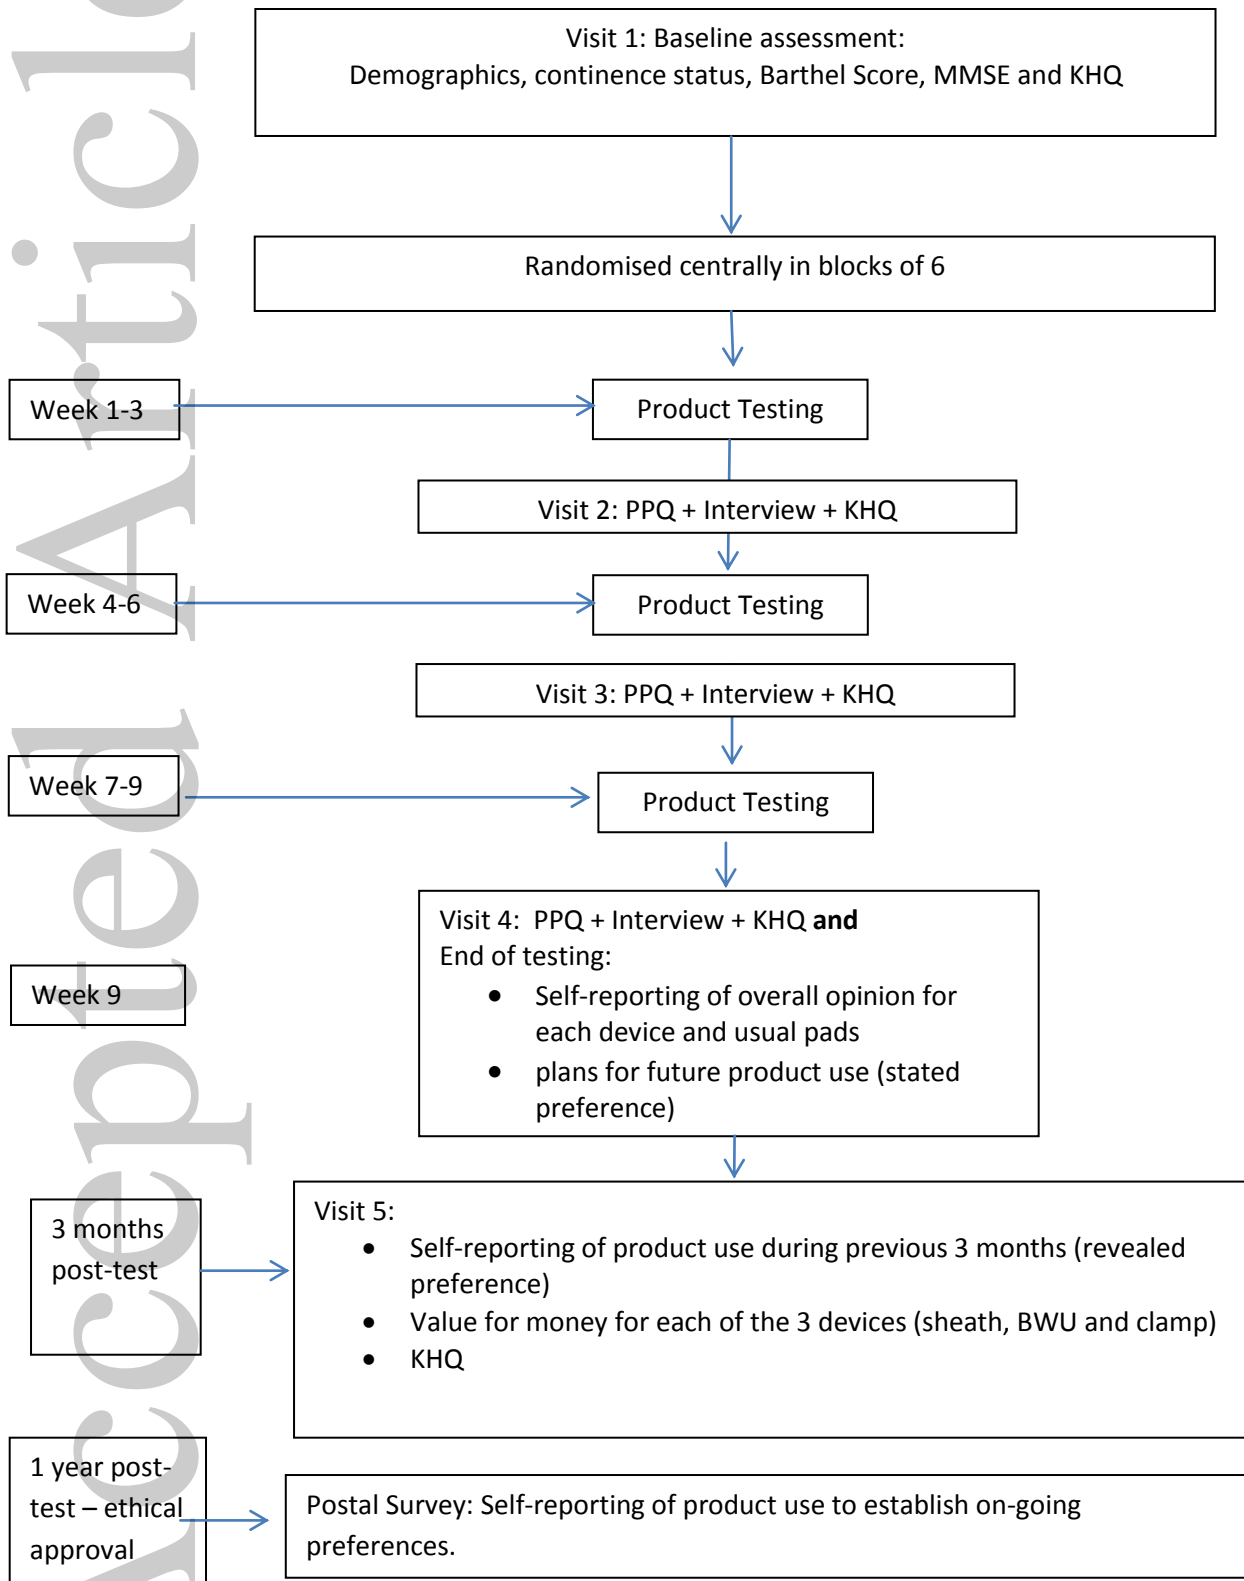 Visit 1: Baseline assessment:
Demographics, continence status, Barthel Score, MMSE and KHQ
Randomised centrally in blocks of 6
Week 1-3
Product Testing
Visit 2: PPQ + Interview + KHQ
Week 4-6
Product Testing
Visit 3: PPQ + Interview + KHQ
Week 7-9
Product Testing
Visit 4: PPQ + Interview + KHQ and
End of testing:
• Self-reporting of overall opinion for
each device and usual pads
• plans for future product use (stated
preference)
Week 9
3 months
post-test
Visit 5:
• Self-reporting of product use during previous 3 months (revealed
preference)
• Value for money for each of the 3 devices (sheath, BWU and clamp)
• KHQ
1 year post-
test – ethical
approval
Postal Survey: Self-reporting of product use to establish on-going
preferences.
Accepted Articl